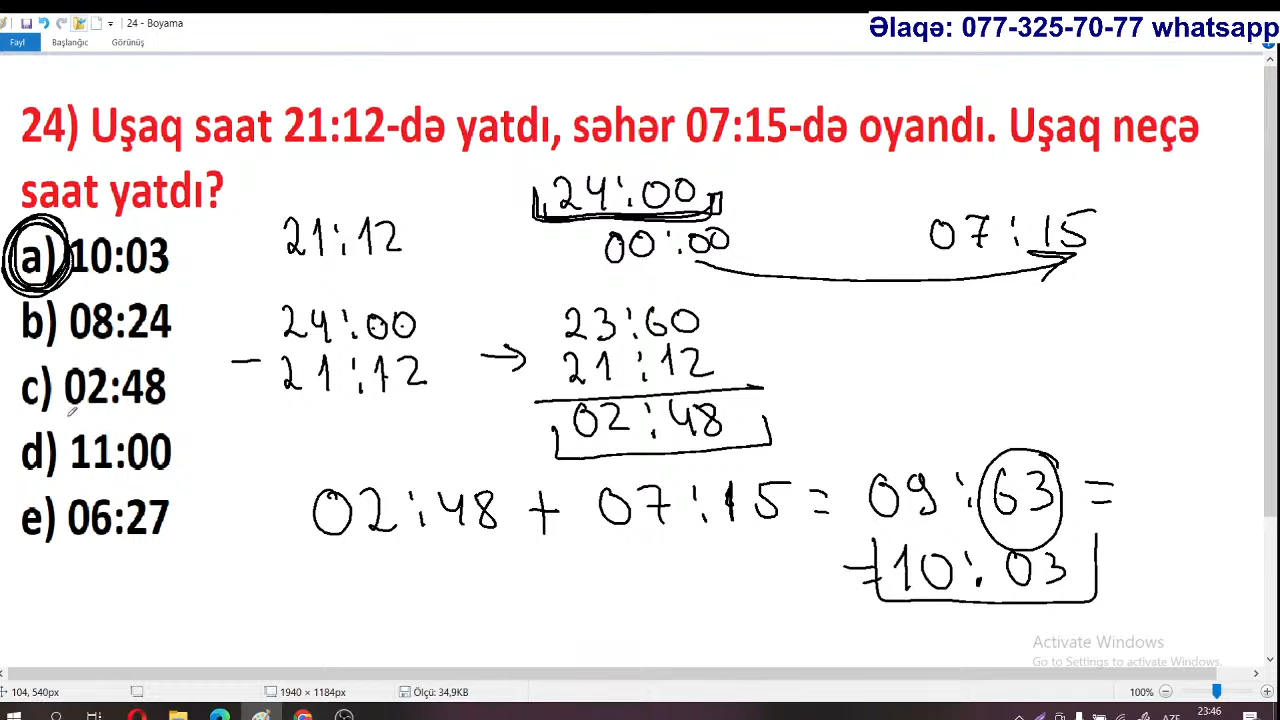 24 - Boyama
Əlaqə: 077-325-70-77 whatsapp
Fayl Başlanğıc Görünüş
24) Uşaq saat 21:12-də yatdı, səhər 07:15-də oyandı. Uşaq neçə
saat yatdı?
24:00
21:12 00:00 07:15
a) 10:03
b) 08:24
24:00 23:60
- 21:12 → 21:12
c) 02:48
02:48
d) 11:00
e) 06:27
02:48 + 07:15 = 09:63 =
= 10:03
Activate Windows
Go to Settings to activate Windows.
104, 540px 1940 × 1184px Ölçü: 34,9KB 100%
AZE 23:46